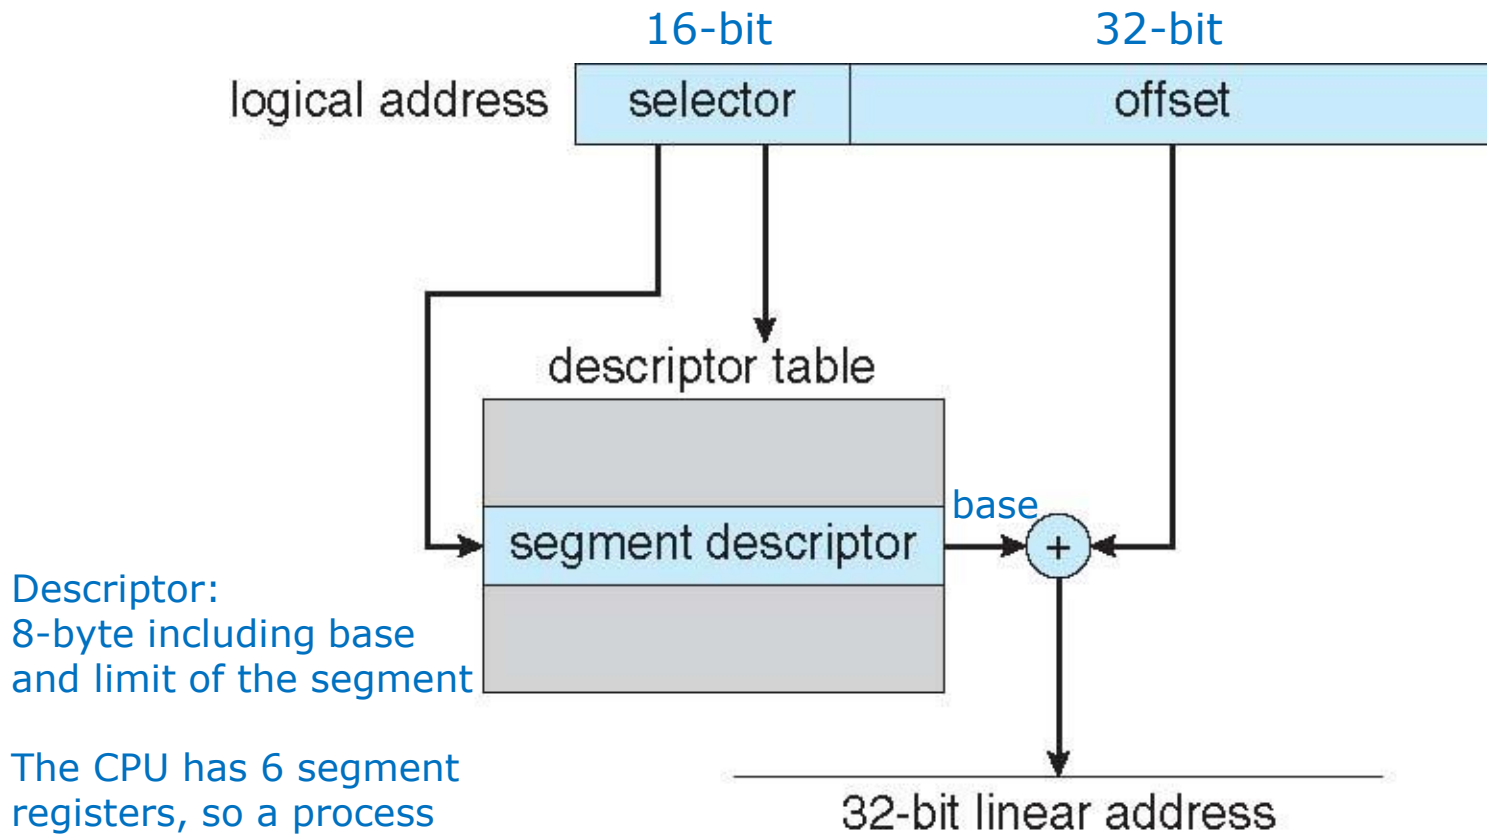 16-bit 32-bit
logical address selector offset
descriptor table
base
segment descriptor +
Descriptor:
8-byte including base
and limit of the segment
The CPU has 6 segment
registers, so a process
32-bit linear address